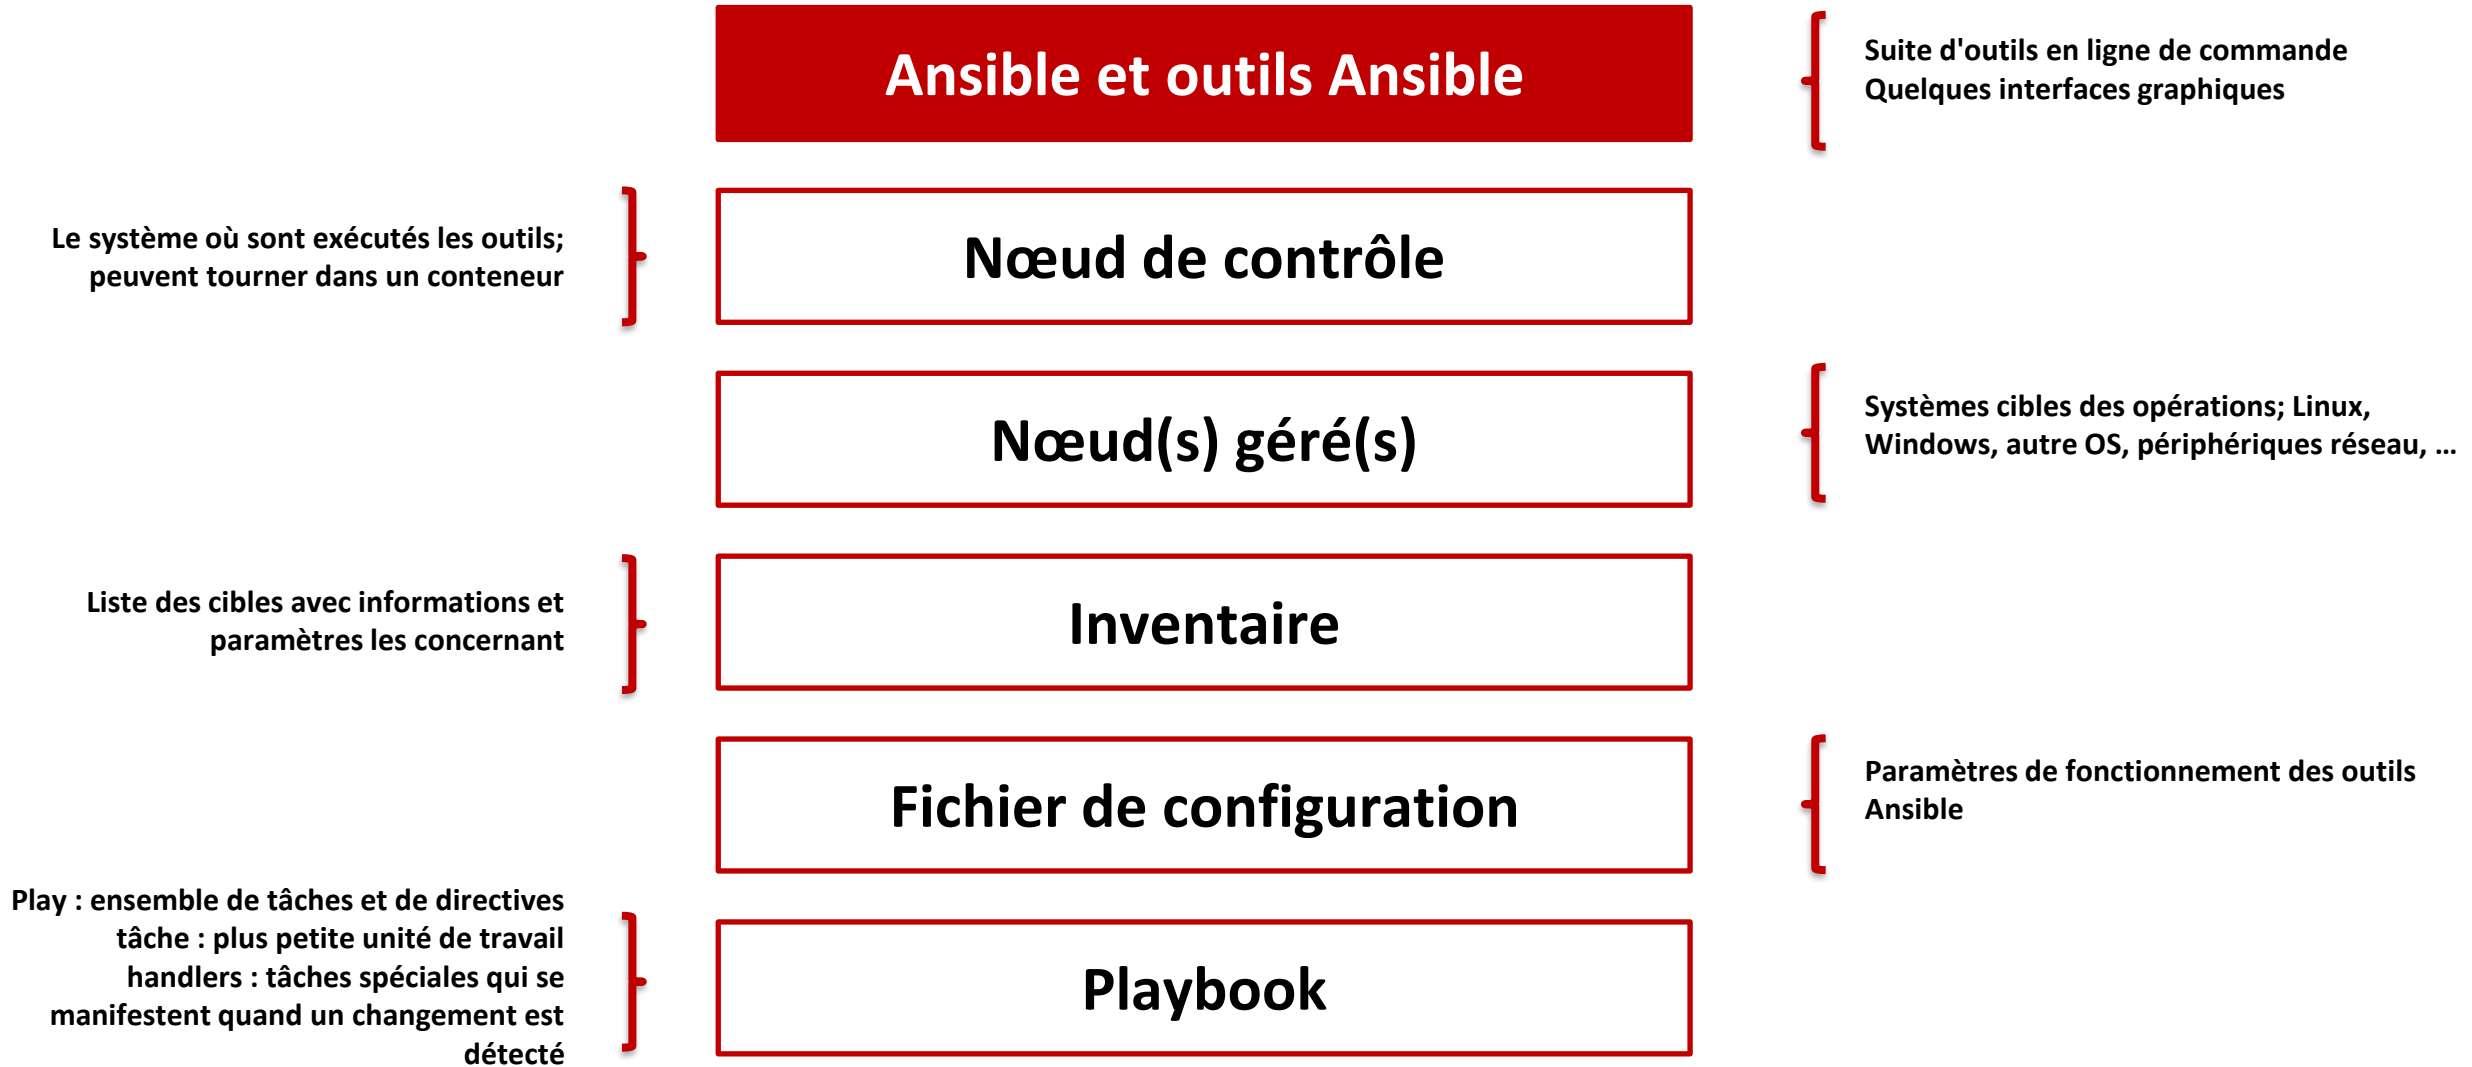 Ansible et outils Ansible
Suite d'outils en ligne de commande
Quelques interfaces graphiques
Le système où sont exécutés les outils;
peuvent tourner dans un conteneur
Nœud de contrôle
Nœud(s) géré(s)
Systèmes cibles des opérations; Linux,
Windows, autre OS, périphériques réseau, …
Liste des cibles avec informations et
paramètres les concernant
Inventaire
Fichier de configuration
Paramètres de fonctionnement des outils
Ansible
Play : ensemble de tâches et de directives
tâche : plus petite unité de travail
handlers : tâches spéciales qui se
manifestent quand un changement est
détecté
Playbook